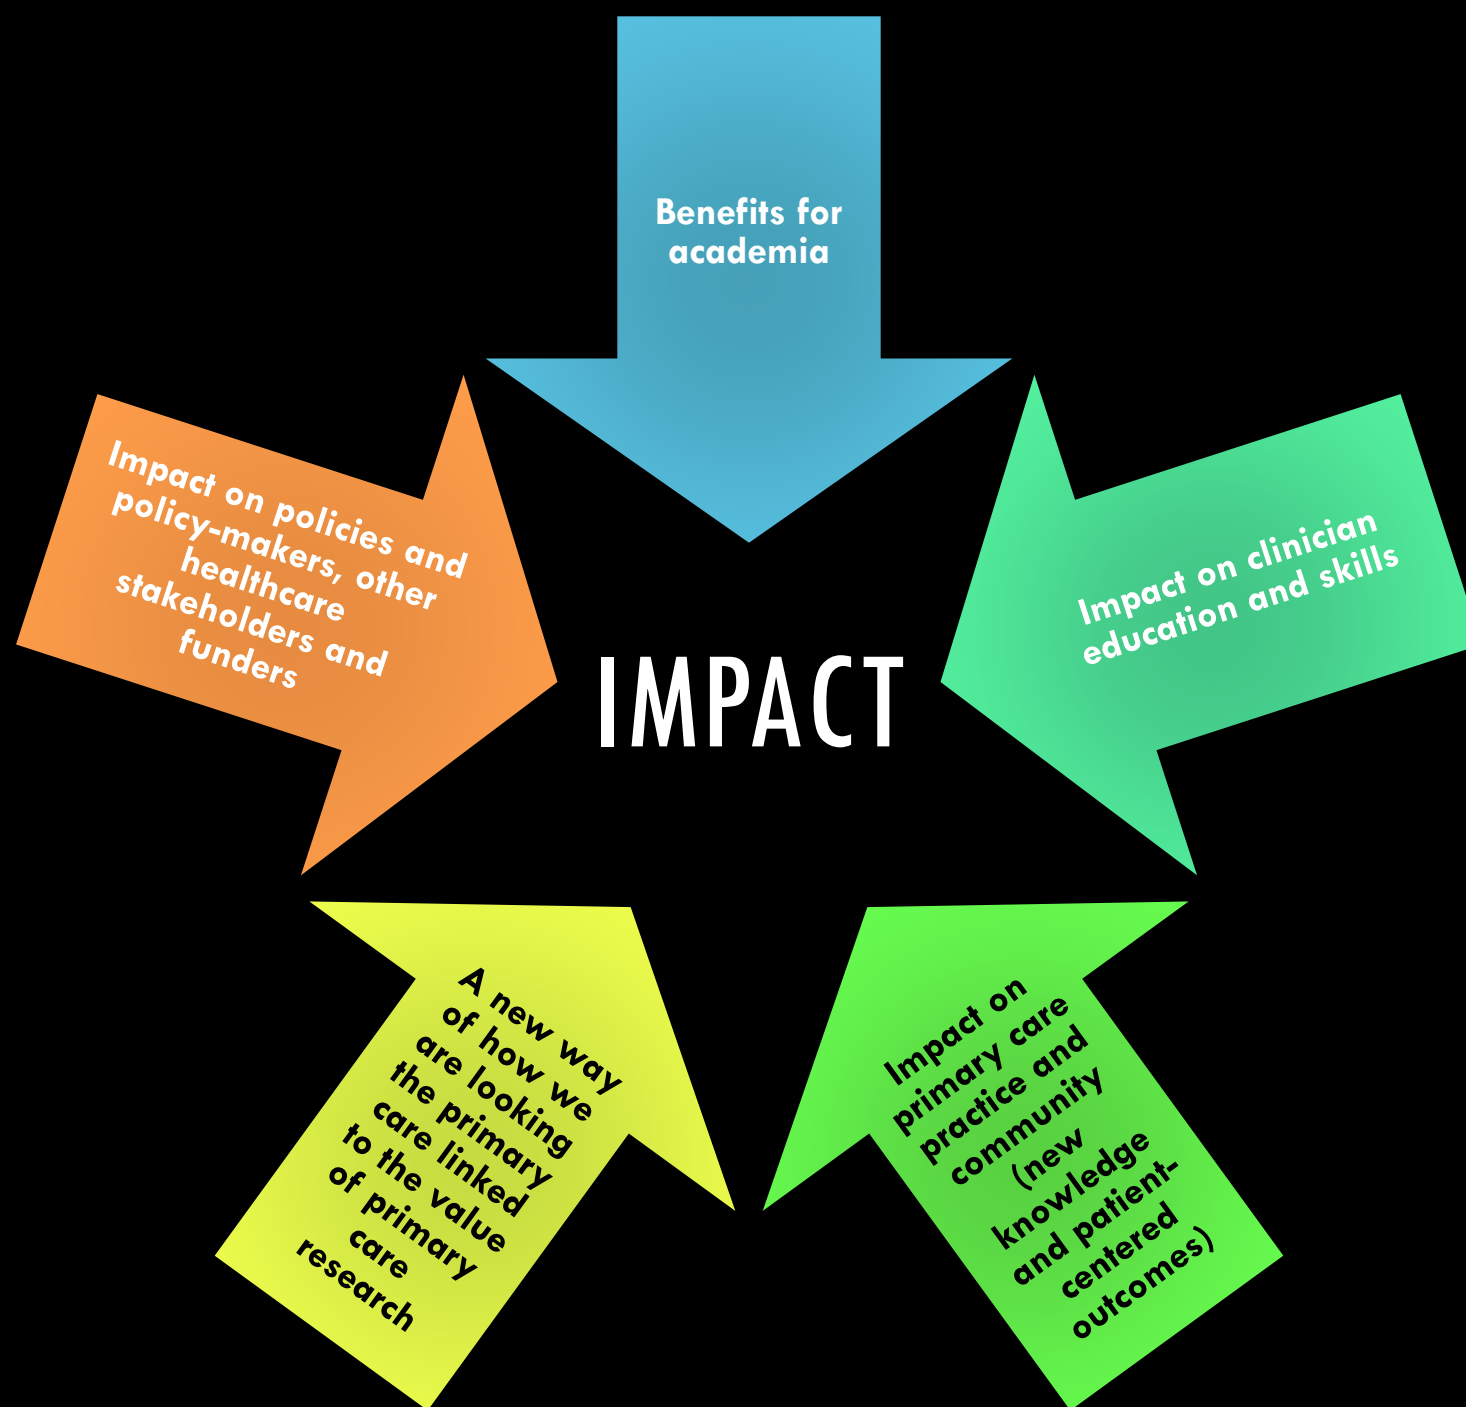 Benefits for
academia
Impact on policies and
policy-makers, other
healthcare
stakeholders and
funders
Impact on clinician
education and skills
IMPACT
A new way
of how we
are looking
the primary
care linked
to the value
of primary
care
research
Impact on
primary care
practice and
community
(new
knowledge
and patient-
centered
outcomes)